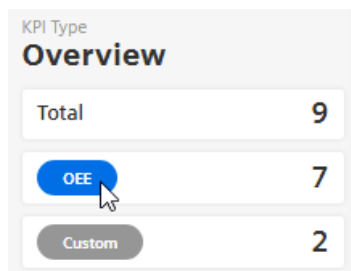 KPI Type
Overview
Total 9
OEE 7
Custom 2